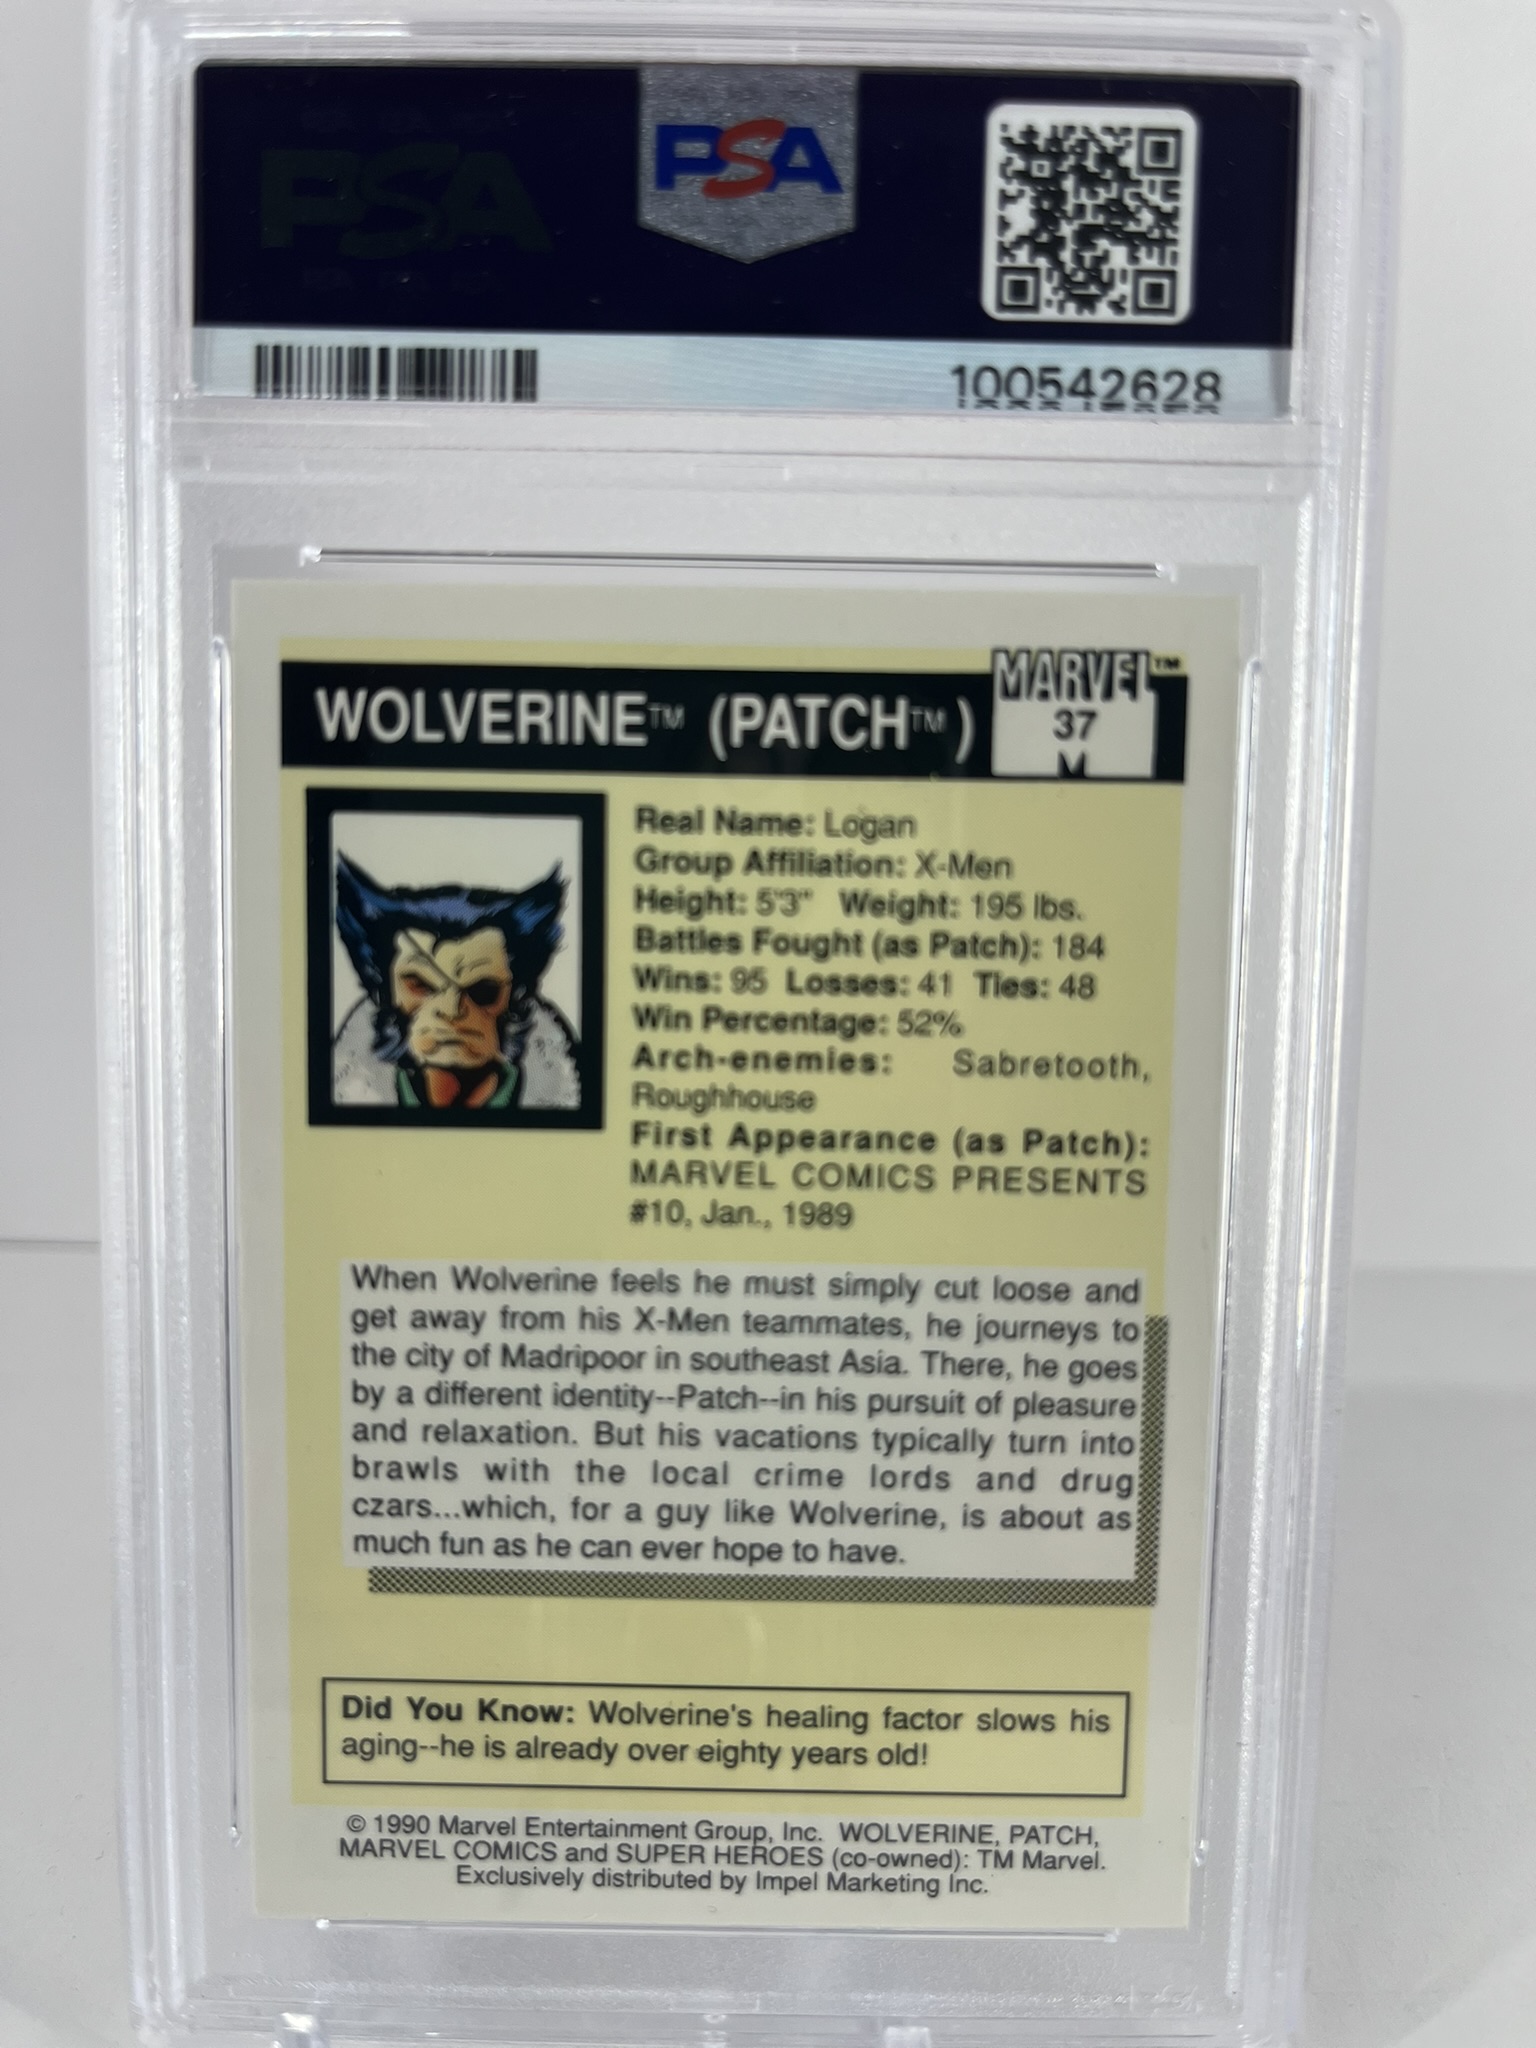 PSA
PSA
100542628
WOLVERINE™ (PATCH™)
MARVEL™
37
M
Real Name: Logan
Group Affiliation: X-Men
Height: 5'3" Weight: 195 lbs.
Battles Fought (as Patch): 184
Wins: 95 Losses: 41 Ties: 48
Win Percentage: 52%
Arch-enemies: Sabretooth,
Roughhouse
First Appearance (as Patch):
MARVEL COMICS PRESENTS
#10, Jan., 1989
When Wolverine feels he must simply cut loose and
get away from his X-Men teammates, he journeys to
the city of Madripoor in southeast Asia. There, he goes
by a different identity--Patch--in his pursuit of pleasure
and relaxation. But his vacations typically turn into
brawls with the local crime lords and drug
czars...which, for a guy like Wolverine, is about as
much fun as he can ever hope to have.
Did You Know: Wolverine's healing factor slows his
aging--he is already over eighty years old!
© 1990 Marvel Entertainment Group, Inc. WOLVERINE, PATCH,
MARVEL COMICS and SUPER HEROES (co-owned): TM Marvel.
Exclusively distributed by Impel Marketing Inc.